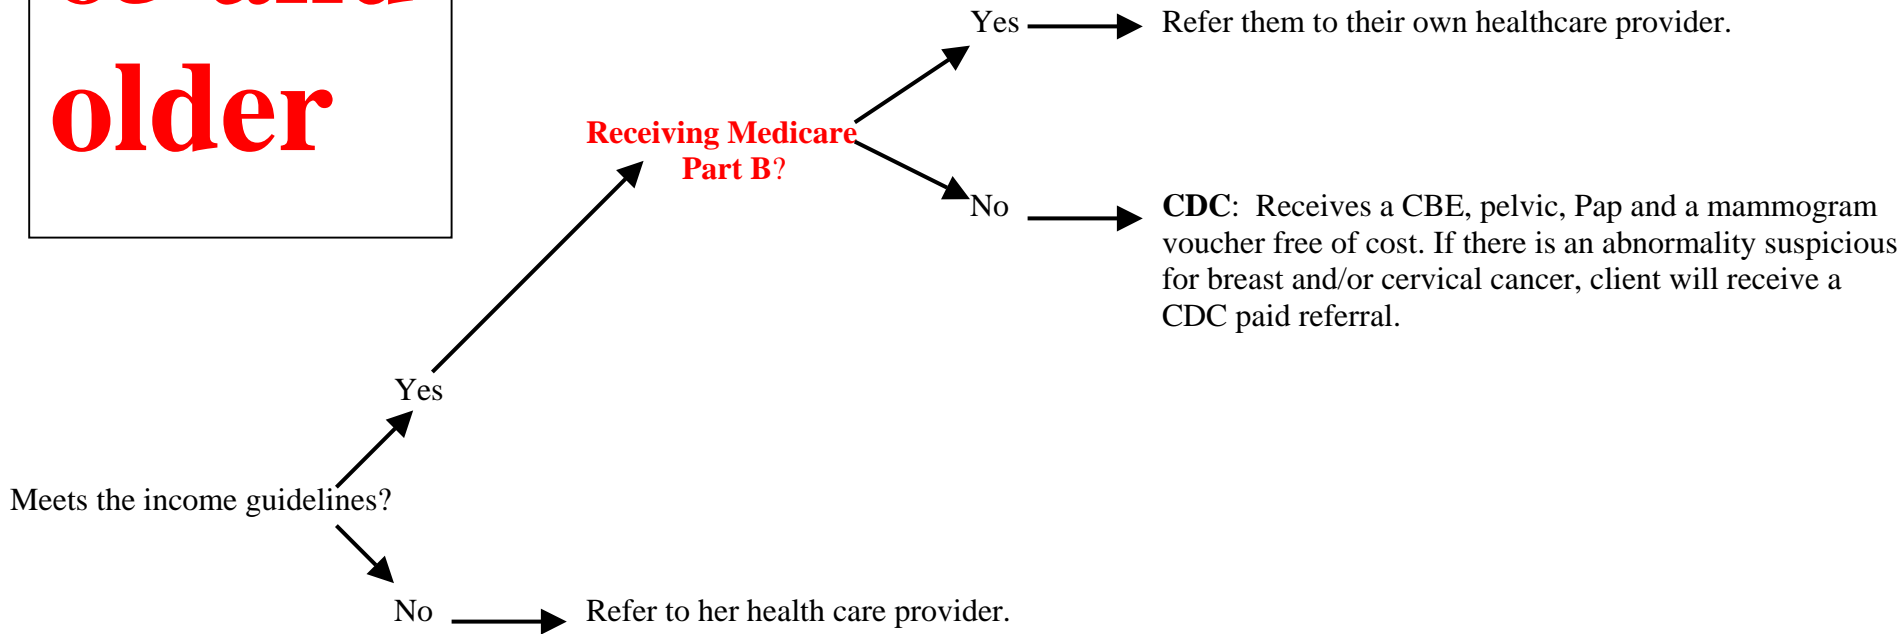 older
Yes
Refer them to their own healthcare provider.
Receiving Medicare
Part B?
No
CDC:  Receives a CBE, pelvic, Pap and a mammogram
voucher free of cost. If there is an abnormality suspicious
for breast and/or cervical cancer, client will receive a
CDC paid referral.
Yes
Meets the income guidelines?
No
Refer to her health care provider.